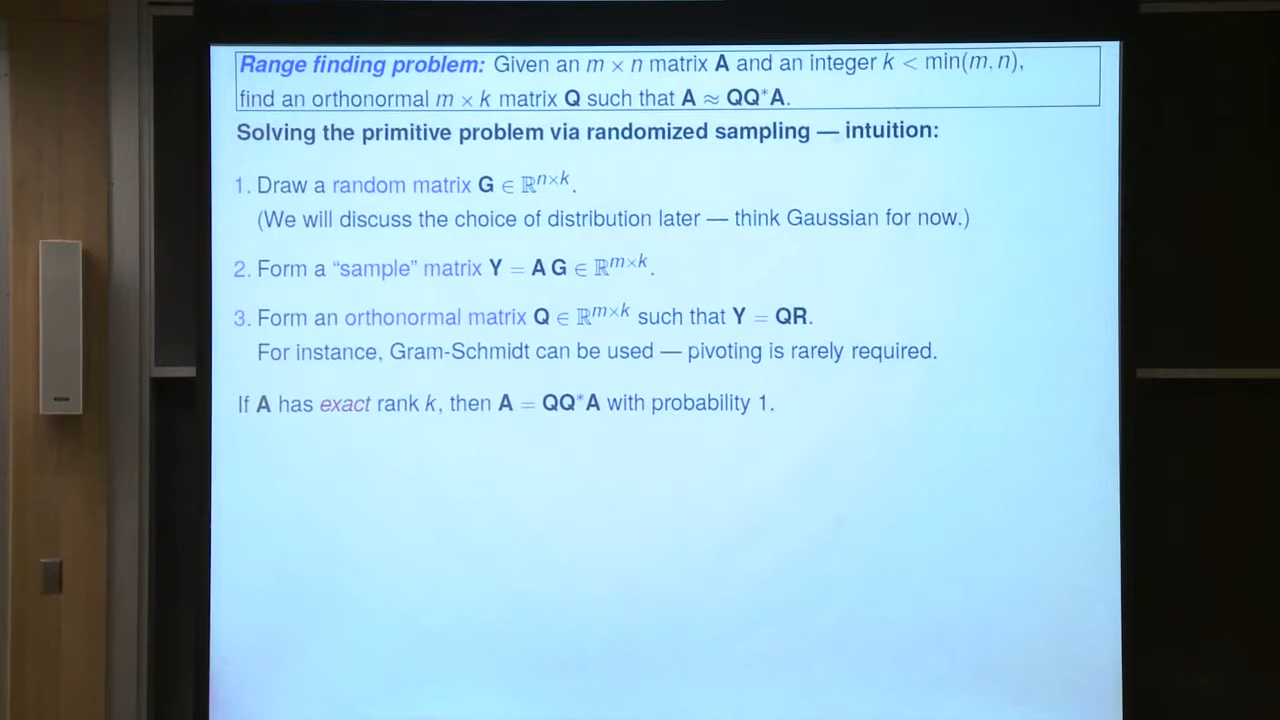 Range finding problem: Given an m × n matrix A and an integer k < min(m, n),
find an orthonormal m × k matrix Q such that A ≈ QQ*A.
Solving the primitive problem via randomized sampling — intuition:
1. Draw a random matrix G ∈ ℝⁿˣᵏ.
(We will discuss the choice of distribution later — think Gaussian for now.)
2. Form a “sample” matrix Y = A G ∈ ℝᵐˣᵏ.
3. Form an orthonormal matrix Q ∈ ℝᵐˣᵏ such that Y = QR.
For instance, Gram-Schmidt can be used — pivoting is rarely required.
If A has exact rank k, then A = QQ*A with probability 1.